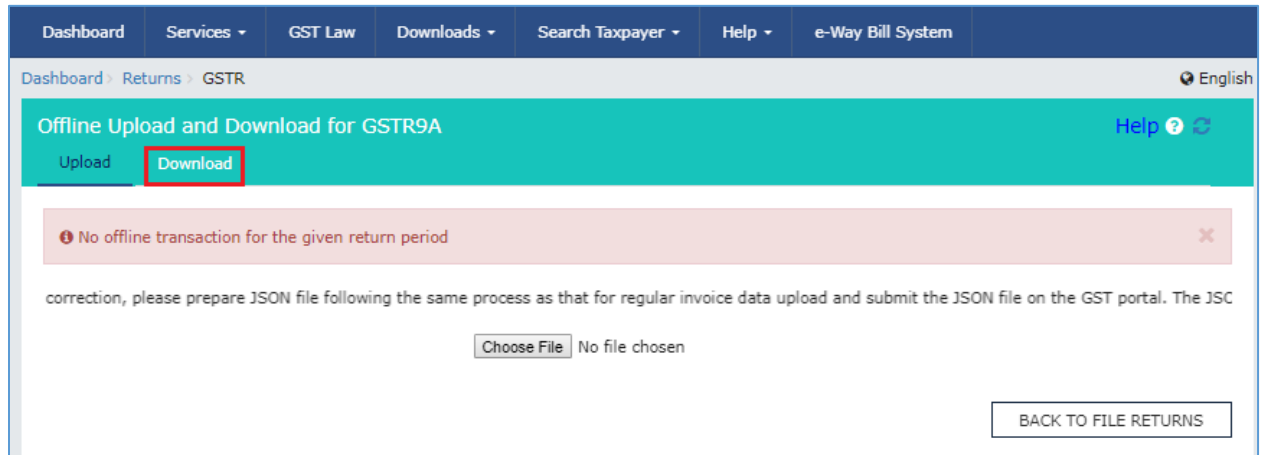 Dashboard Services GST Law Downloads Search Taxpayer Help e-Way Bill System
Dashboard > Returns > GSTR English
Offline Upload and Download for GSTR9A Help
Upload Download
No offline transaction for the given return period
correction, please prepare JSON file following the same process as that for regular invoice data upload and submit the JSON file on the GST portal. The JSC
Choose File No file chosen
BACK TO FILE RETURNS